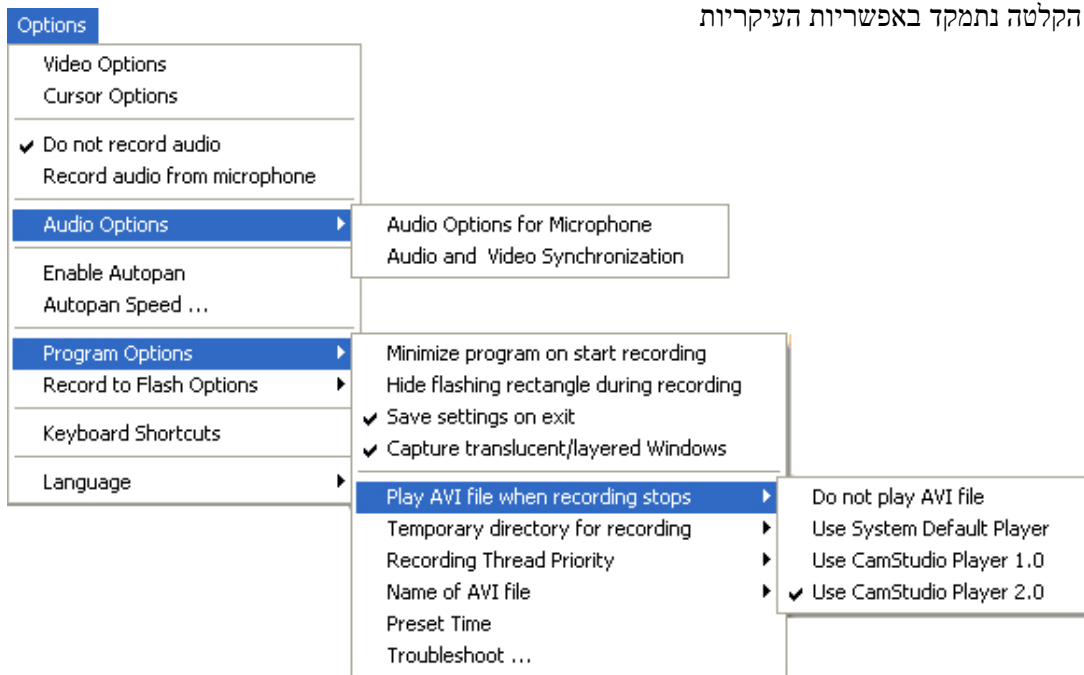 הקלטה נתמקד באפשריות העיקריות
Options
Video Options
Cursor Options
Do not record audio
Record audio from microphone
Audio Options
Audio Options for Microphone
Audio and Video Synchronization
Enable Autopan
Autopan Speed ...
Program Options
Record to Flash Options
Keyboard Shortcuts
Language
Minimize program on start recording
Hide flashing rectangle during recording
Save settings on exit
Capture translucent/layered Windows
Play AVI file when recording stops
Temporary directory for recording
Recording Thread Priority
Name of AVI file
Preset Time
Troubleshoot ...
Do not play AVI file
Use System Default Player
Use CamStudio Player 1.0
Use CamStudio Player 2.0